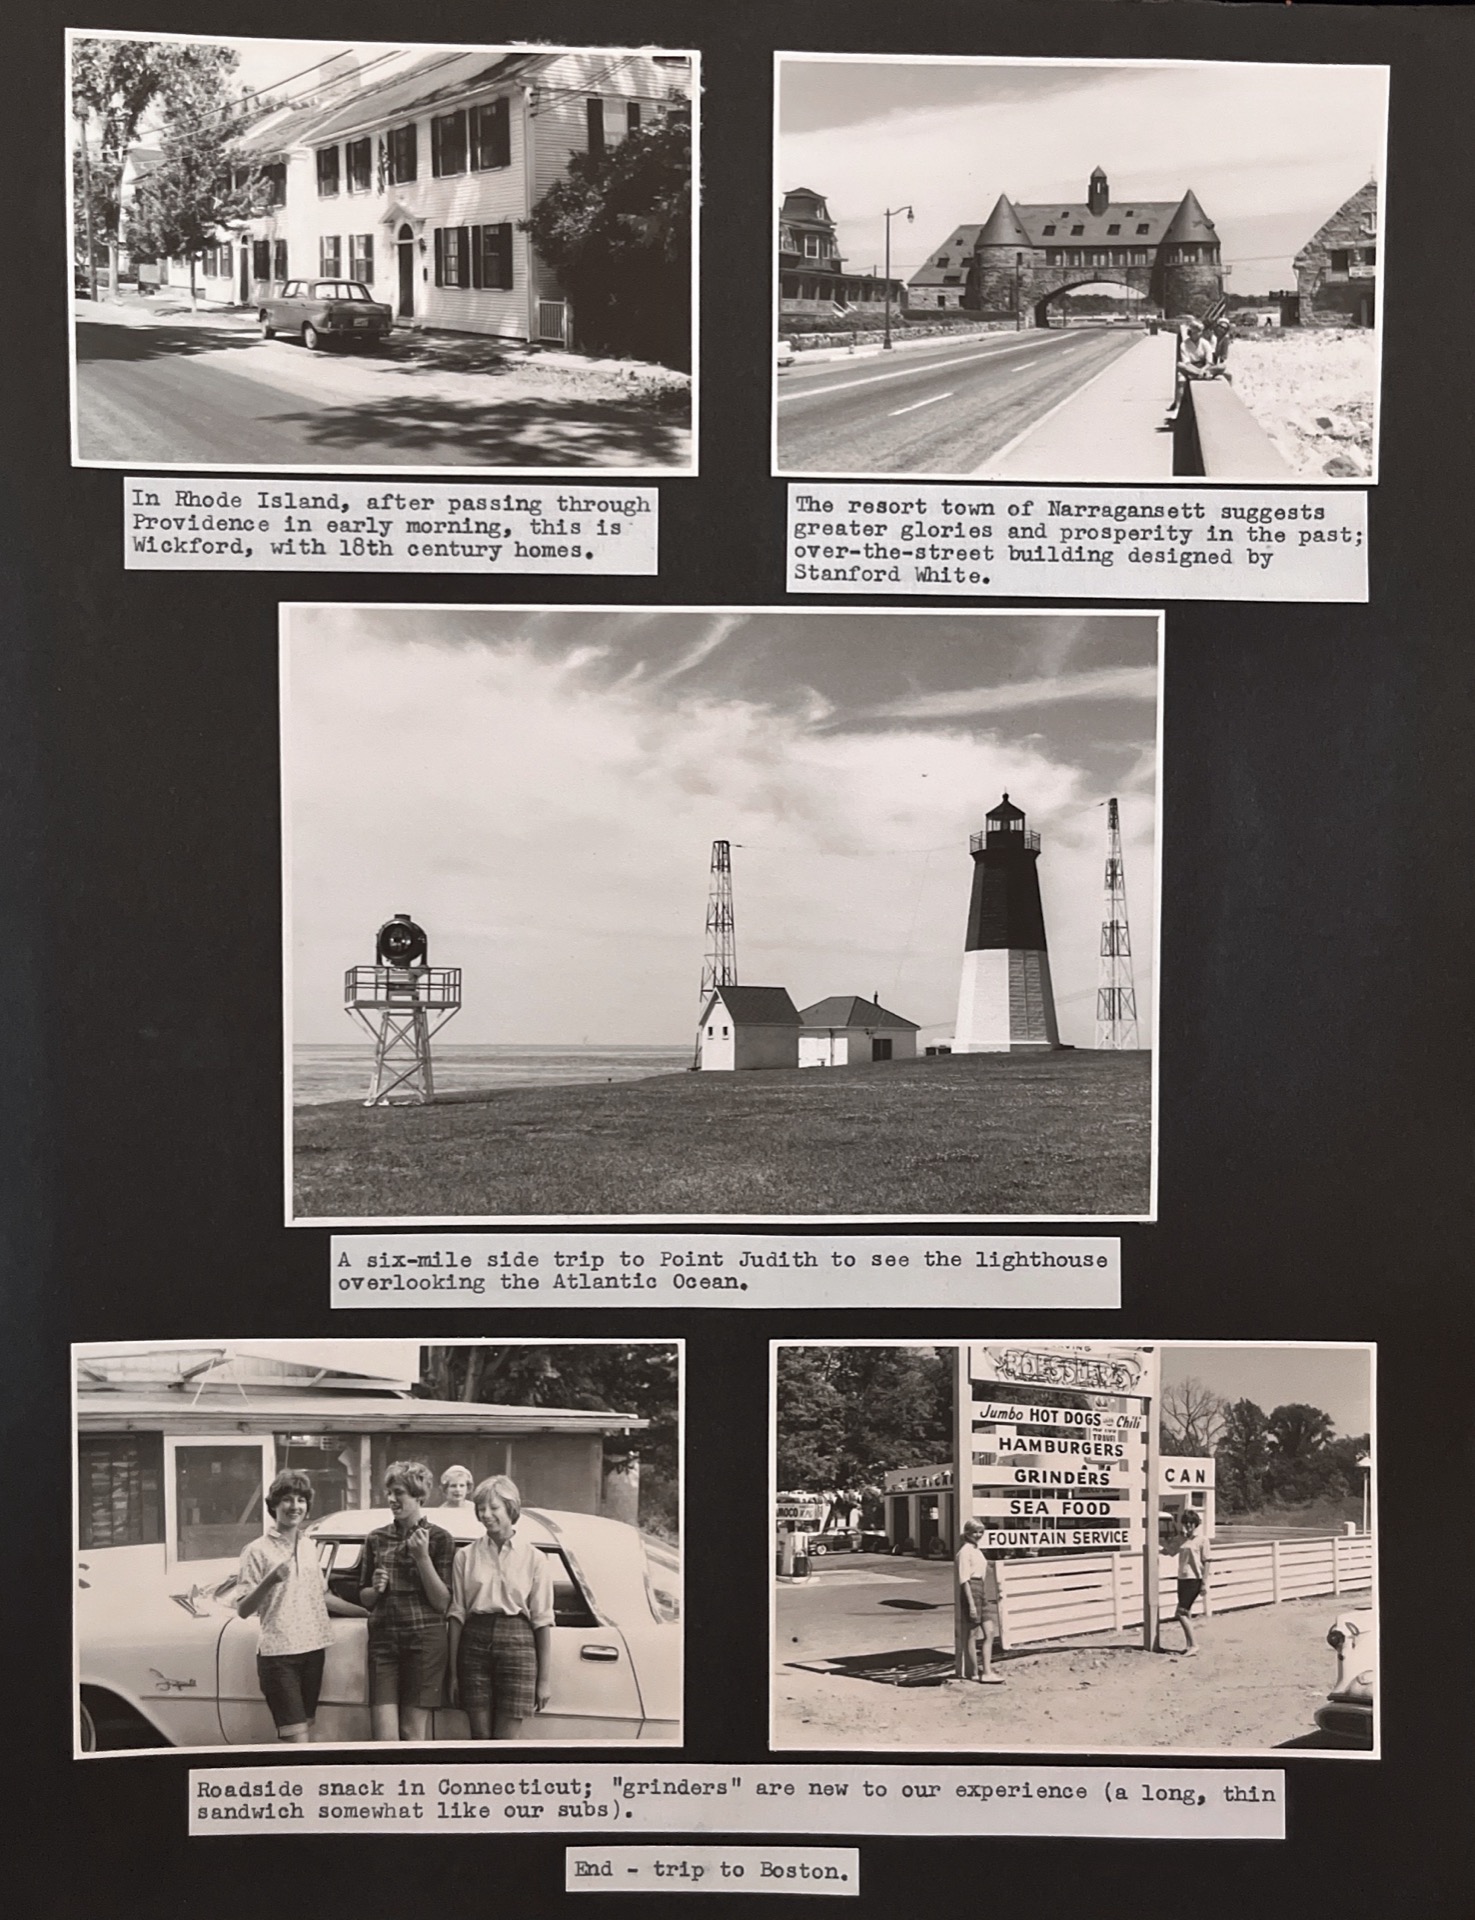 In Rhode Island, after passing through
Providence in early morning, this is
Wickford, with 18th century homes.
The resort town of Narragansett suggests
greater glories and prosperity in the past;
over-the-street building designed by
Stanford White.
A six-mile side trip to Point Judith to see the lighthouse
overlooking the Atlantic Ocean.
ROESSLER'S
Jumbo HOT DOGS with Chili
HAMBURGERS
GRINDERS
SEA FOOD
FOUNTAIN SERVICE
CAN
Roadside snack in Connecticut; "grinders" are new to our experience (a long, thin
sandwich somewhat like our subs).
End - trip to Boston.